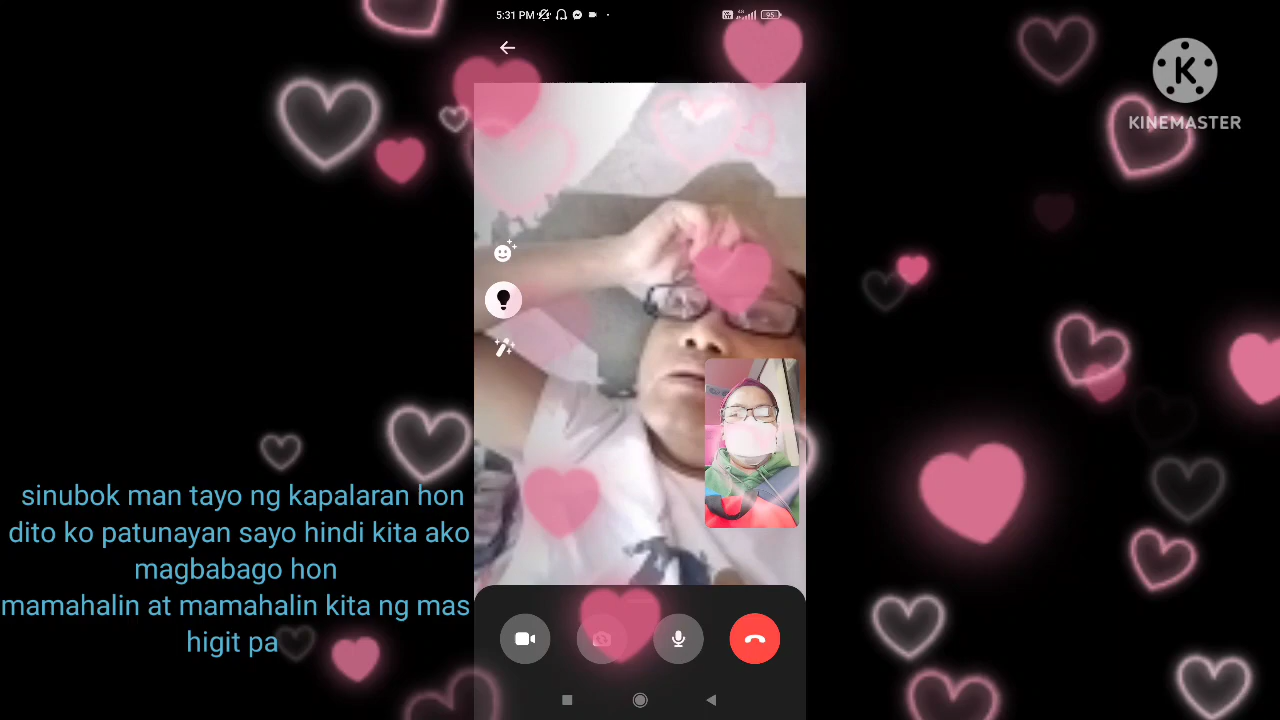 5:31 PM
95
KINEMASTER
sinubok man tayo ng kapalaran hon
dito ko patunayan sayo hindi kita ako
magbabago hon
mamahalin at mamahalin kita ng mas
higit pa